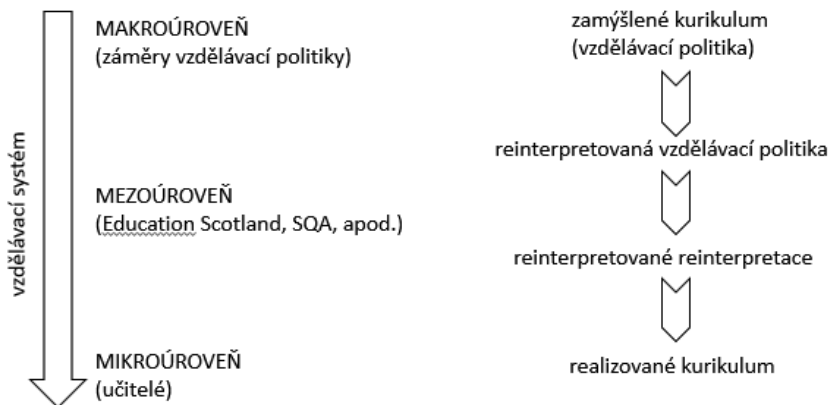 vzdělávací systém
MAKROÚROVEŇ
(záměry vzdělávací politiky)
MEZOÚROVEŇ
(Education Scotland, SQA, apod.)
MIKROÚROVEŇ
(učitelé)
zamýšlené kurikulum
(vzdělávací politika)
reinterpretovaná vzdělávací politika
reinterpretované reinterpretace
realizované kurikulum